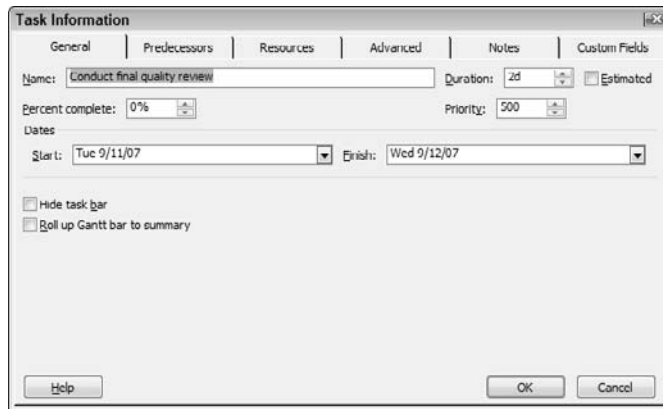 Task Information
General Predecessors Resources Advanced Notes Custom Fields
Name: Conduct final quality review Duration: 2d Estimated
Percent complete: 0% Priority: 500
Dates
Start: Tue 9/11/07 Finish: Wed 9/12/07
Hide task bar
Roll up Gantt bar to summary
Help OK Cancel